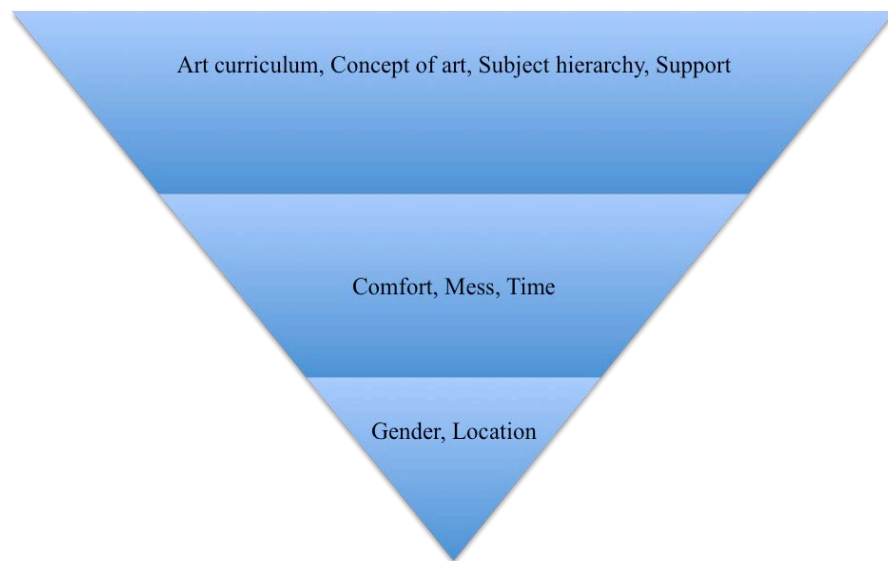 Art curriculum, Concept of art, Subject hierarchy, Support
Comfort, Mess, Time
Gender, Location